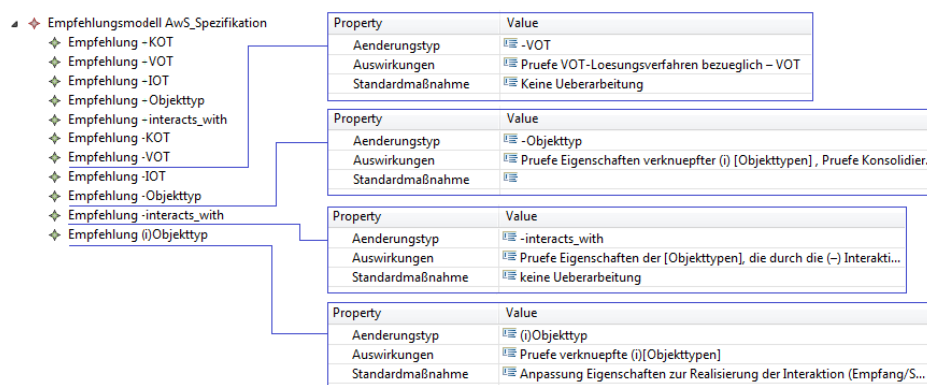 Empfehlungsmodell AwS_Spezifikation
Empfehlung –KOT
Empfehlung –VOT
Empfehlung –IOT
Empfehlung –Objekttyp
Empfehlung –interacts_with
Empfehlung -KOT
Empfehlung -VOT
Empfehlung -IOT
Empfehlung -Objekttyp
Empfehlung -interacts_with
Empfehlung (i)Objekttyp
Property Value
Aenderungstyp -VOT
Auswirkungen Pruefe VOT-Loesungsverfahren bezueglich – VOT
Standardmaßnahme Keine Ueberarbeitung
Property Value
Aenderungstyp -Objekttyp
Auswirkungen Pruefe Eigenschaften verknuepfter (i) [Objekttypen] , Pruefe Konsolidier.
Standardmaßnahme
Property Value
Aenderungstyp -interacts_with
Auswirkungen Pruefe Eigenschaften der [Objekttypen], die durch die (–) Interakti...
Standardmaßnahme keine Ueberarbeitung
Property Value
Aenderungstyp (i)Objekttyp
Auswirkungen Pruefe verknuepfte (i)[Objekttypen]
Standardmaßnahme Anpassung Eigenschaften zur Realisierung der Interaktion (Empfang/S...